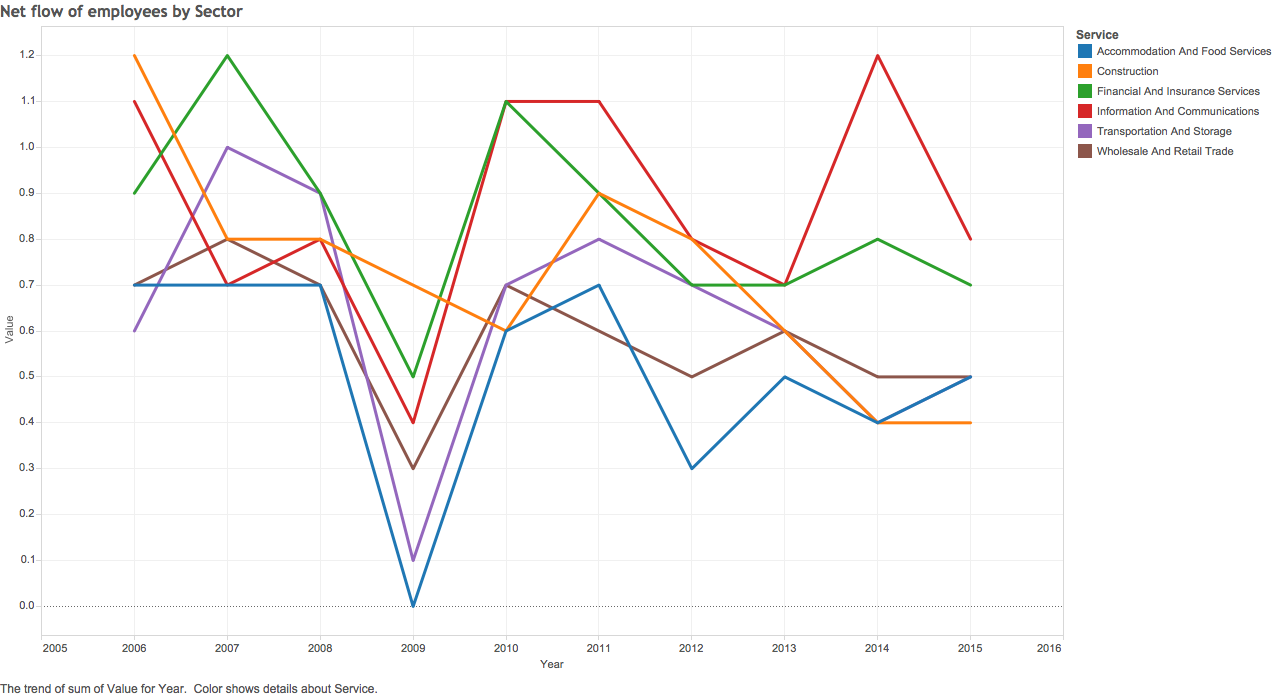 Net flow of employees by Sector
Service
Accommodation And Food Services
Construction
Financial And Insurance Services
Information And Communications
Transportation And Storage
Wholesale And Retail Trade
1.2
1.1
1.0
0.9
0.8
0.7
0.6
0.5
0.4
0.3
0.2
0.1
0.0
Value
2005 2006 2007 2008 2009 2010 2011 2012 2013 2014 2015 2016
Year
The trend of sum of Value for Year. Color shows details about Service.